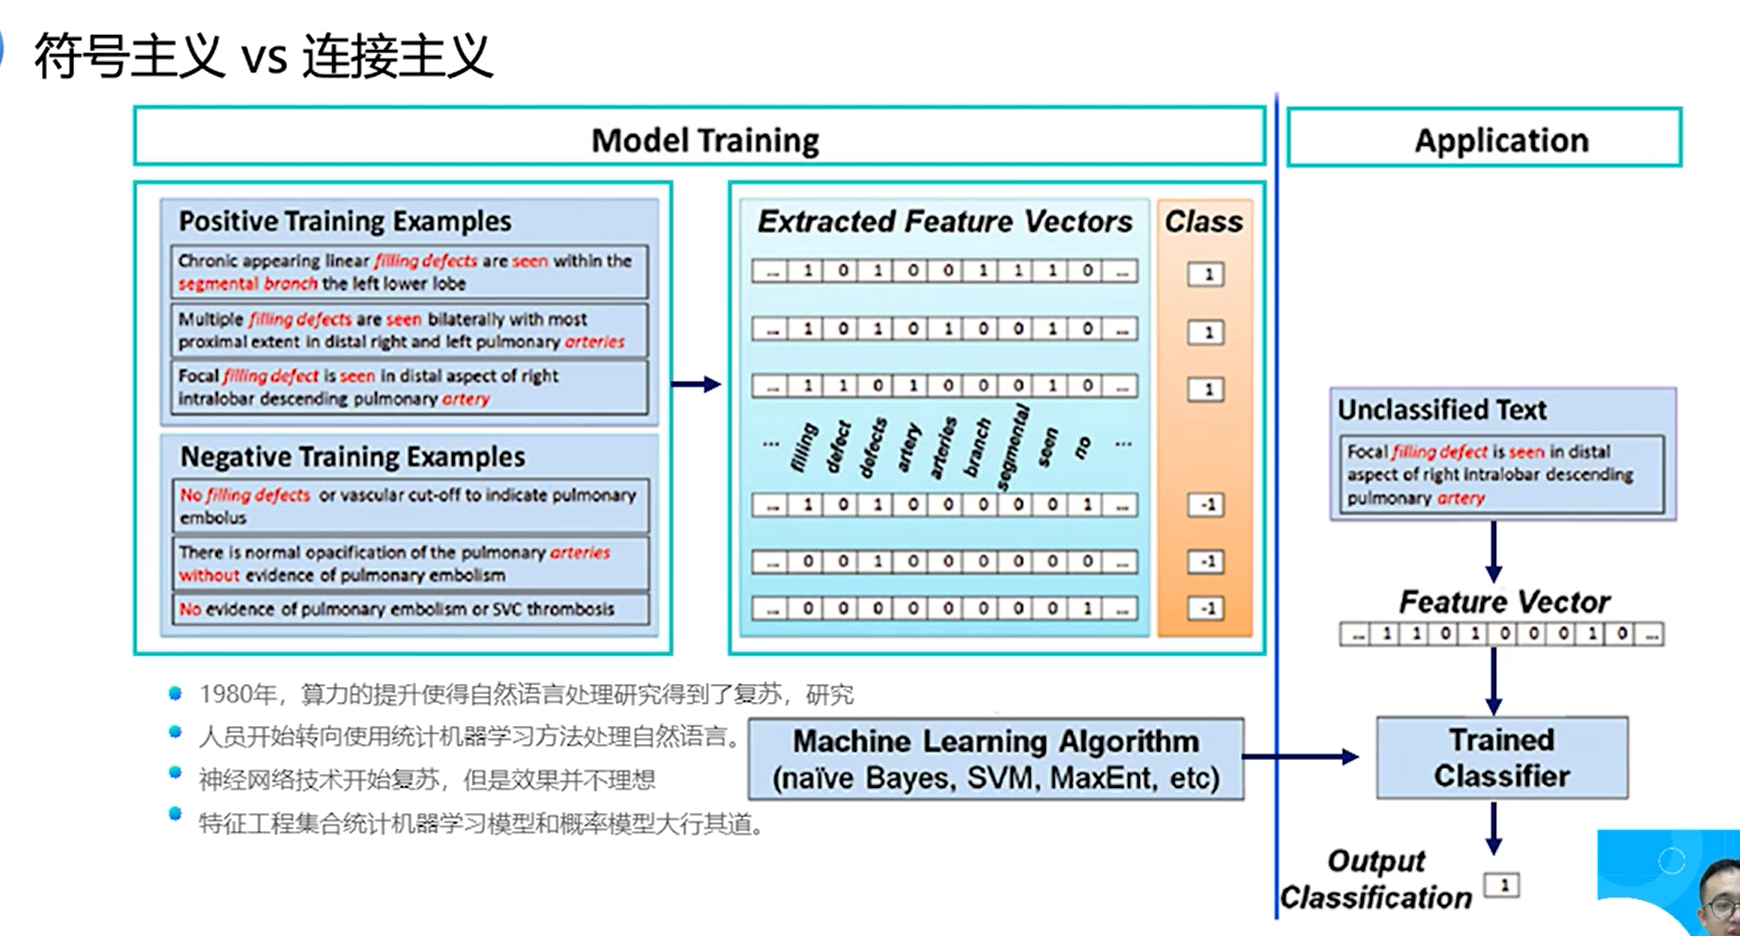 符号主义 vs 连接主义
Model Training
Application
Positive Training Examples
Chronic appearing linear filling defects are seen within the
segmental branch the left lower lobe
Multiple filling defects are seen bilaterally with most
proximal extent in distal right and left pulmonary arteries
Focal filling defect is seen in distal aspect of right
intralobar descending pulmonary artery
Negative Training Examples
No filling defects or vascular cut-off to indicate pulmonary
embolus
There is normal opacification of the pulmonary arteries
without evidence of pulmonary embolism
No evidence of pulmonary embolism or SVC thrombosis
Extracted Feature Vectors
Class
... 1 0 1 0 0 1 1 1 0 ...
1
... 1 0 1 0 1 0 0 1 0 ...
1
... 1 1 0 1 0 0 0 1 0 ...
1
... filling defect defects artery arteries branch segmental seen no ...
... 1 0 1 0 0 0 0 0 1 ...
-1
... 0 0 1 0 0 0 0 0 0 ...
-1
... 0 0 0 0 0 0 0 0 1 ...
-1
Unclassified Text
Focal filling defect is seen in distal
aspect of right intralobar descending
pulmonary artery
Feature Vector
... 1 1 0 1 0 0 0 1 0 ...
1980年，算力的提升使得自然语言处理研究得到了复苏，研究
人员开始转向使用统计机器学习方法处理自然语言。
神经网络技术开始复苏，但是效果并不理想
特征工程集合统计机器学习模型和概率模型大行其道。
Machine Learning Algorithm
(naïve Bayes, SVM, MaxEnt, etc)
Trained
Classifier
Output
Classification
1